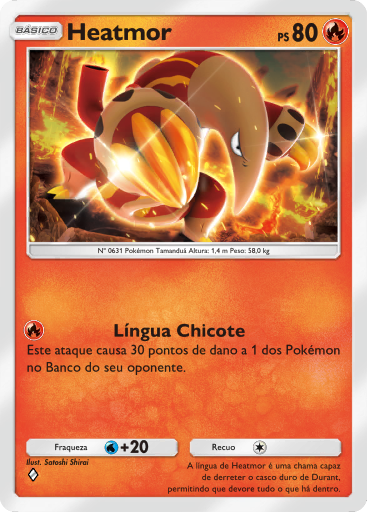 BÁSICO Heatmor PS 80
Nº 0631 Pokémon Tamanduá Altura: 1,4 m Peso: 58,0 kg
Língua Chicote
Este ataque causa 30 pontos de dano a 1 dos Pokémon
no Banco do seu oponente.
Fraqueza +20 Recuo
Ilust. Satoshi Shirai
A língua de Heatmor é uma chama capaz
de derreter o casco duro de Durant,
permitindo que devore tudo o que há dentro.